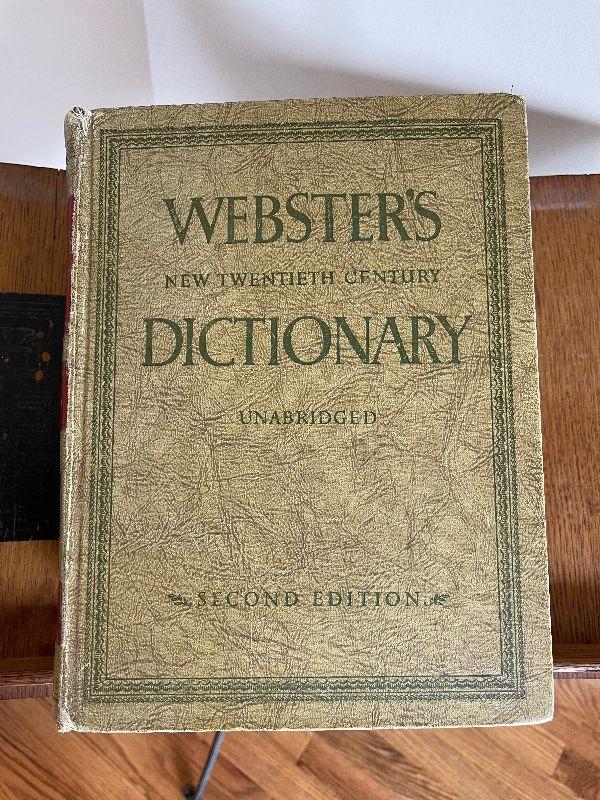 WEBSTER'S
NEW TWENTIETH CENTURY
DICTIONARY
UNABRIDGED
SECOND EDITION